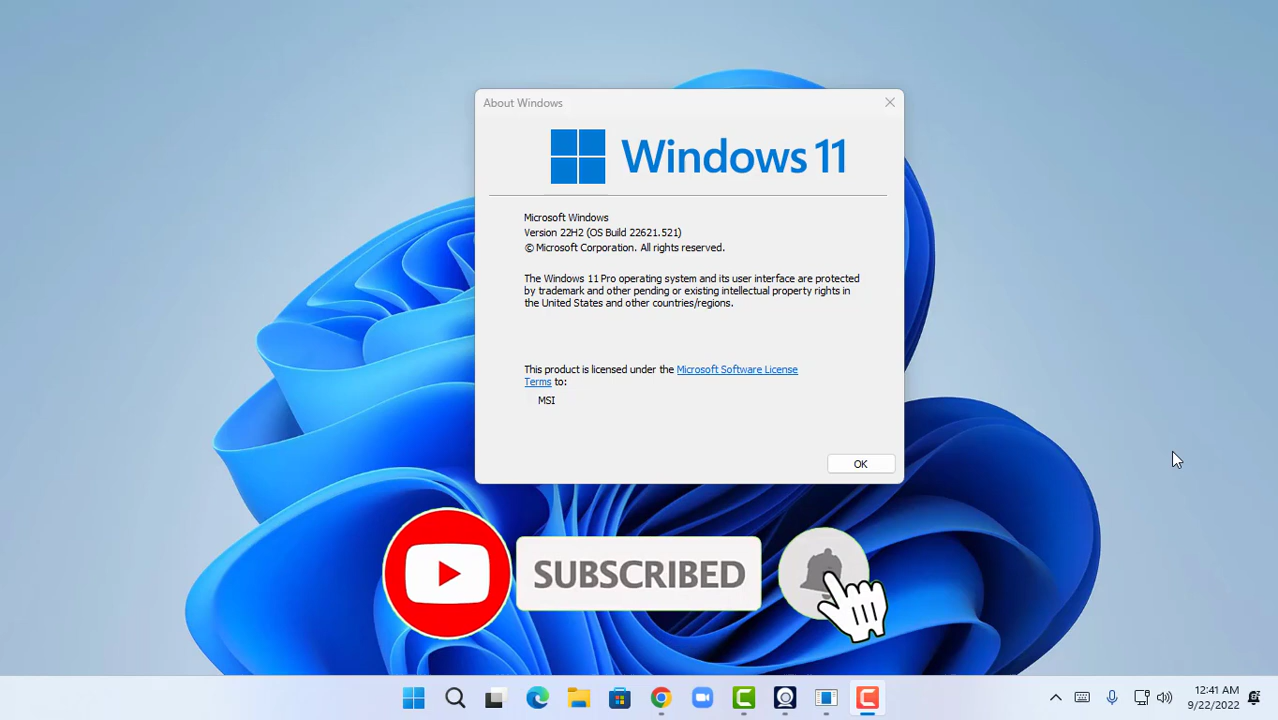 About Windows
Windows 11
Microsoft Windows
Version 22H2 (OS Build 22621.521)
© Microsoft Corporation. All rights reserved.
The Windows 11 Pro operating system and its user interface are protected
by trademark and other pending or existing intellectual property rights in
the United States and other countries/regions.
This product is licensed under the Microsoft Software License
Terms to:
MSI
OK
SUBSCRIBED
12:41 AM
9/22/2022